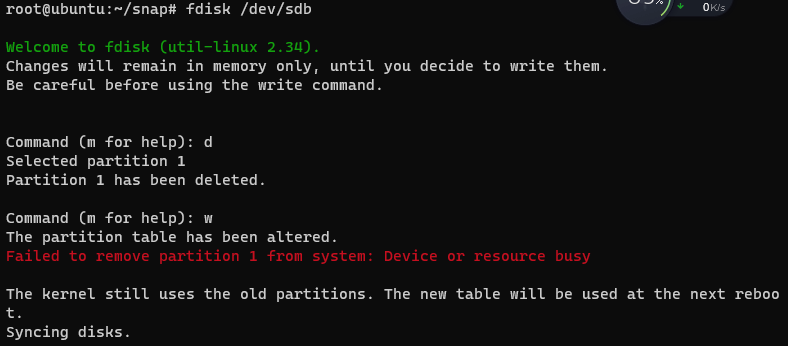 root@ubuntu:~/snap# fdisk /dev/sdb
0K/s
Welcome to fdisk (util-linux 2.34).
Changes will remain in memory only, until you decide to write them.
Be careful before using the write command.
Command (m for help): d
Selected partition 1
Partition 1 has been deleted.
Command (m for help): w
The partition table has been altered.
Failed to remove partition 1 from system: Device or resource busy
The kernel still uses the old partitions. The new table will be used at the next reboo
t.
Syncing disks.